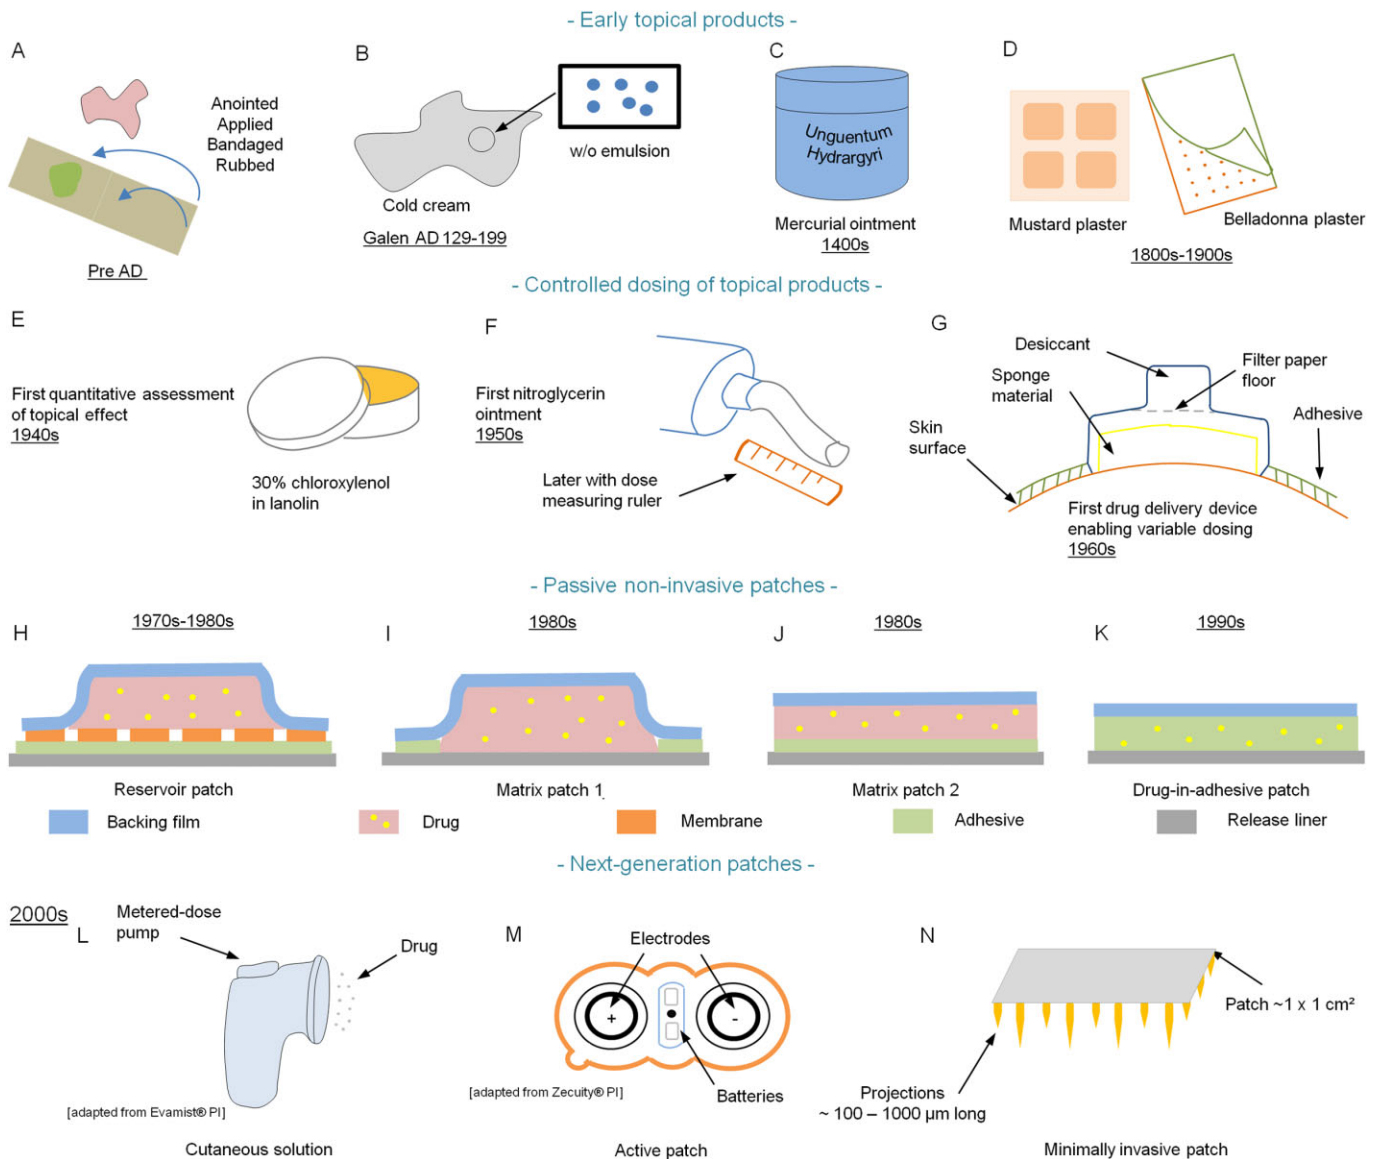 - Early topical products -
A
Anointed
Applied
Bandaged
Rubbed
Pre AD
B
w/o emulsion
Cold cream
Galen AD 129-199
C
Unguentum
Hydrargyri
Mercurial ointment
1400s
D
Mustard plaster
Belladonna plaster
1800s-1900s
- Controlled dosing of topical products -
E
First quantitative assessment
of topical effect
1940s
30% chloroxylenol
in lanolin
F
First nitroglycerin
ointment
1950s
Later with dose
measuring ruler
G
Desiccant
Filter paper
floor
Sponge
material
Adhesive
Skin
surface
First drug delivery device
enabling variable dosing
1960s
- Passive non-invasive patches -
H
1970s-1980s
Reservoir patch
I
1980s
Matrix patch 1
J
1980s
Matrix patch 2
K
1990s
Drug-in-adhesive patch
Backing film
Drug
Membrane
Adhesive
Release liner
- Next-generation patches -
2000s
L
Metered-dose
pump
Drug
[adapted from Evamist® PI]
Cutaneous solution
M
Electrodes
+
-
[adapted from Zecuity® PI]
Batteries
Active patch
N
Patch ~1 x 1 cm²
Projections
~ 100 – 1000 µm long
Minimally invasive patch